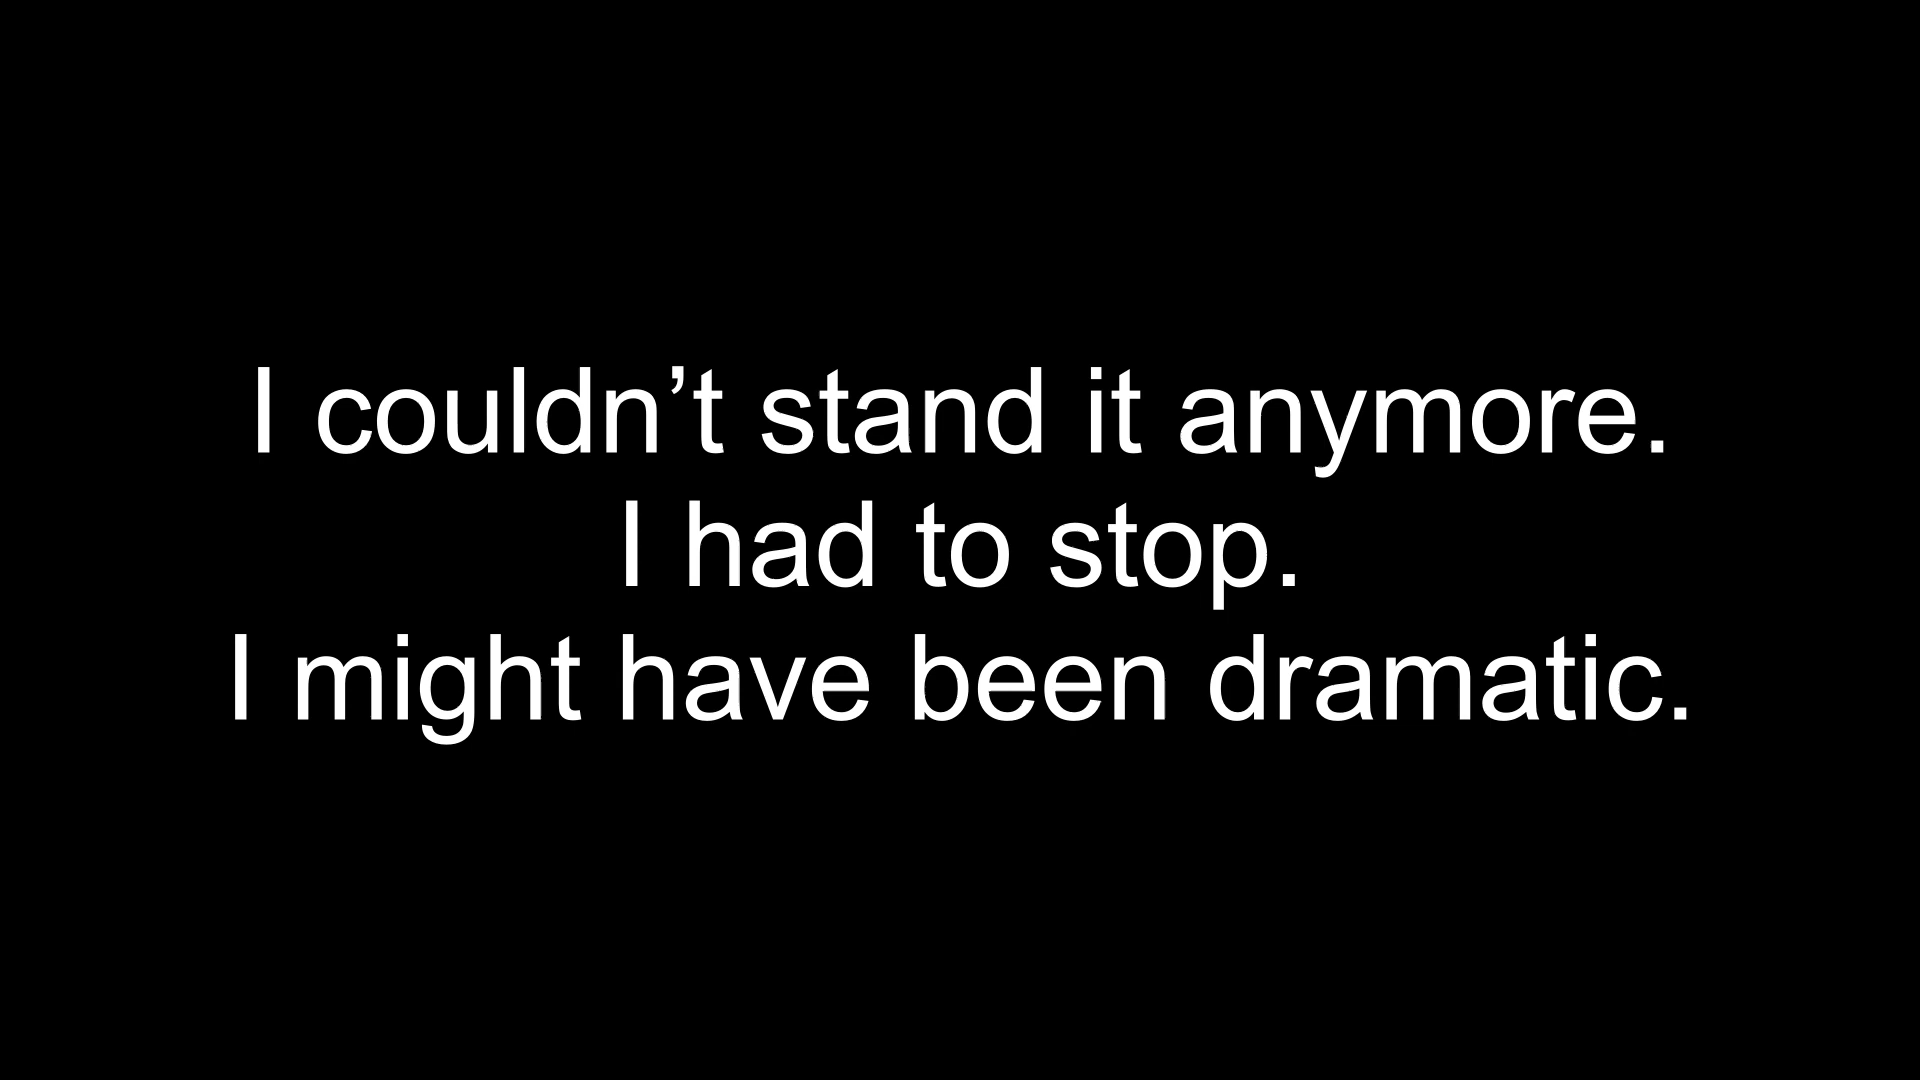 I couldn’t stand it anymore.
I had to stop.
I might have been dramatic.